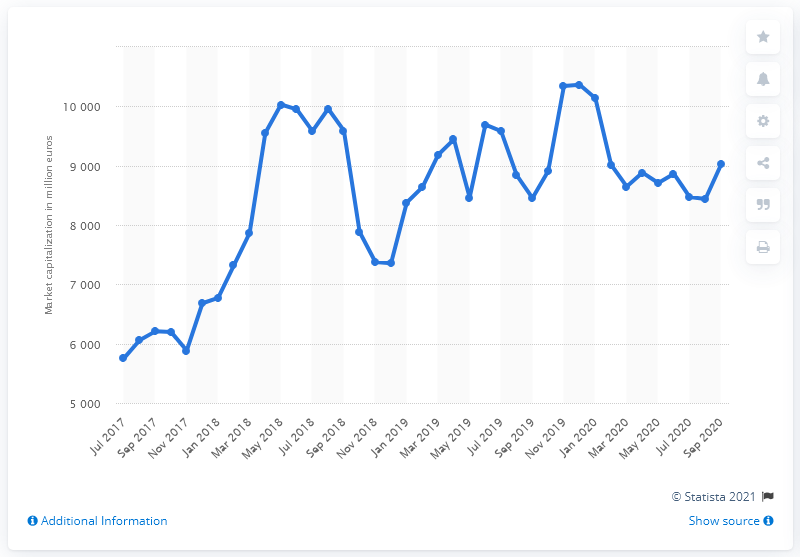 Market capitalization in million euros
10 000
9 000
8 000
7 000
6 000
5 000
Jul 2017
Sep 2017
Nov 2017
Jan 2018
Mar 2018
May 2018
Jul 2018
Sep 2018
Nov 2018
Jan 2019
Mar 2019
May 2019
Jul 2019
Sep 2019
Nov 2019
Jan 2020
Mar 2020
May 2020
Jul 2020
Sep 2020
© Statista 2021
Additional Information
Show source